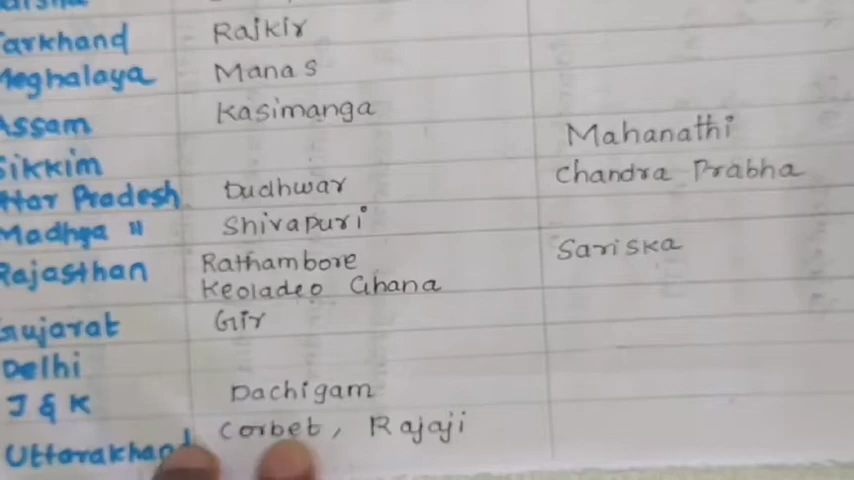 arkhand Rajkir
Meghalaya Manas
Assam Kasimanga
Sikkim Mahanathi
ttar Pradesh Dudhwar Chandra Prabha
Madhya " Shivapuri
Rajasthan Rathambore Sariska
Keoladeo Ghana
Gujarat Gir
Delhi
J & K Dachigam
Uttarakhand Corbet, Rajaji